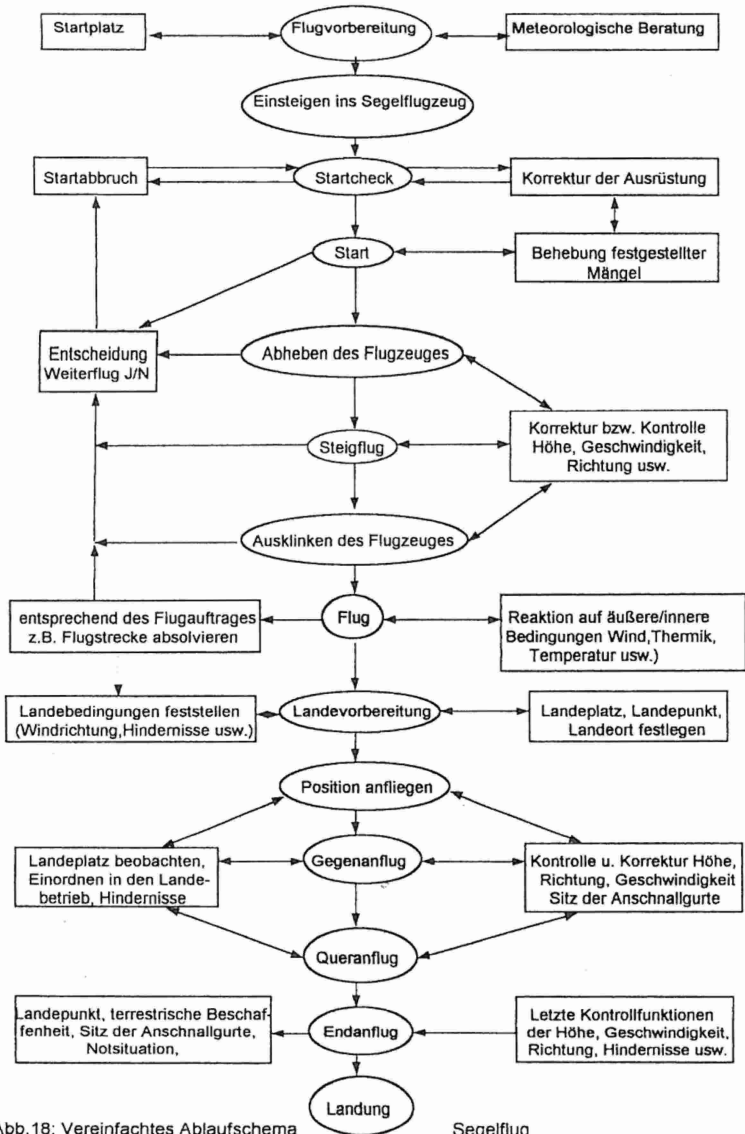 Startplatz
Flugvorbereitung
Meteorologische Beratung
Einsteigen ins Segelflugzeug
Startabbruch
Startcheck
Korrektur der Ausrüstung
Start
Behebung festgestellter
Mängel
Entscheidung
Weiterflug J/N
Abheben des Flugzeuges
Steigflug
Korrektur bzw. Kontrolle
Höhe, Geschwindigkeit,
Richtung usw.
Ausklinken des Flugzeuges
entsprechend des Flugauftrages
z.B. Flugstrecke absolvieren
Flug
Reaktion auf äußere/innere
Bedingungen Wind,Thermik,
Temperatur usw.)
Landebedingungen feststellen
(Windrichtung,Hindernisse usw.)
Landevorbereitung
Landeplatz, Landepunkt,
Landeort festlegen
Position anfliegen
Landeplatz beobachten,
Einordnen in den Lande-
betrieb, Hindernisse
Gegenanflug
Kontrolle u. Korrektur Höhe,
Richtung, Geschwindigkeit
Sitz der Anschnallgurte
Queranflug
Landepunkt, terrestrische Beschaf-
fenheit, Sitz der Anschnallgurte,
Notsituation,
Endanflug
Letzte Kontrollfunktionen
der Höhe, Geschwindigkeit,
Richtung, Hindernisse usw.
Landung
Abb.18: Vereinfachtes Ablaufschema Segelflug